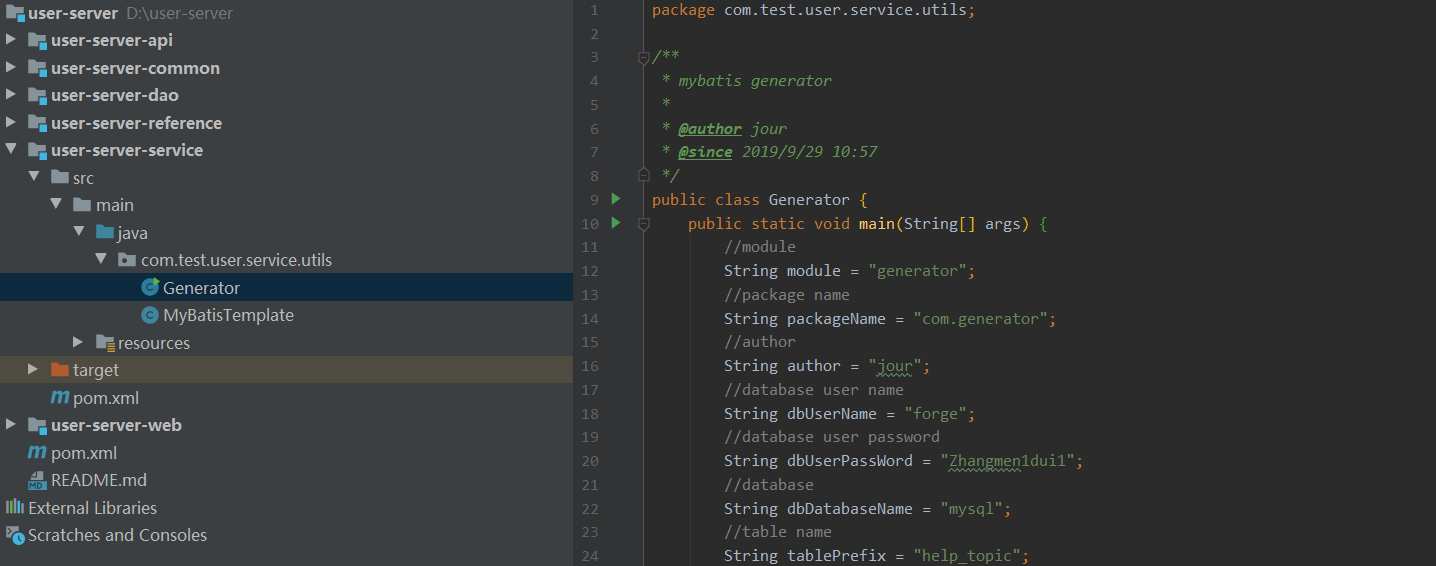 user-server D:\user-server
user-server-api
user-server-common
user-server-dao
user-server-reference
user-server-service
src
main
java
com.test.user.service.utils
Generator
MyBatisTemplate
resources
target
pom.xml
user-server-web
pom.xml
README.md
External Libraries
Scratches and Consoles
1 package com.test.user.service.utils;
2
3 /**
4 * mybatis generator
5 *
6 * @author jour
7 * @since 2019/9/29 10:57
8 */
9 public class Generator {
10 public static void main(String[] args) {
11 //module
12 String module = "generator";
13 //package name
14 String packageName = "com.generator";
15 //author
16 String author = "jour";
17 //database user name
18 String dbUserName = "forge";
19 //database user password
20 String dbUserPassWord = "Zhangmen1dui1";
21 //database
22 String dbDatabaseName = "mysql";
23 //table name
24 String tablePrefix = "help_topic";